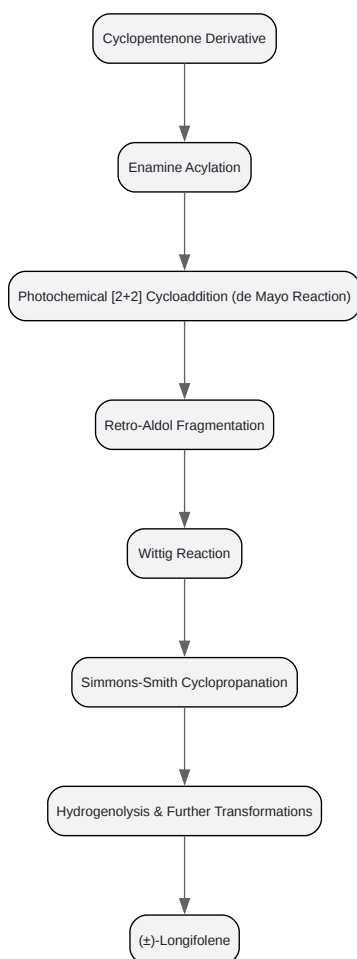 Cyclopentenone Derivative
Enamine Acylation
Photochemical [2+2] Cycloaddition (de Mayo Reaction)
Retro-Aldol Fragmentation
Wittig Reaction
Simmons-Smith Cyclopropanation
Hydrogenolysis & Further Transformations
(±)-Longifolene